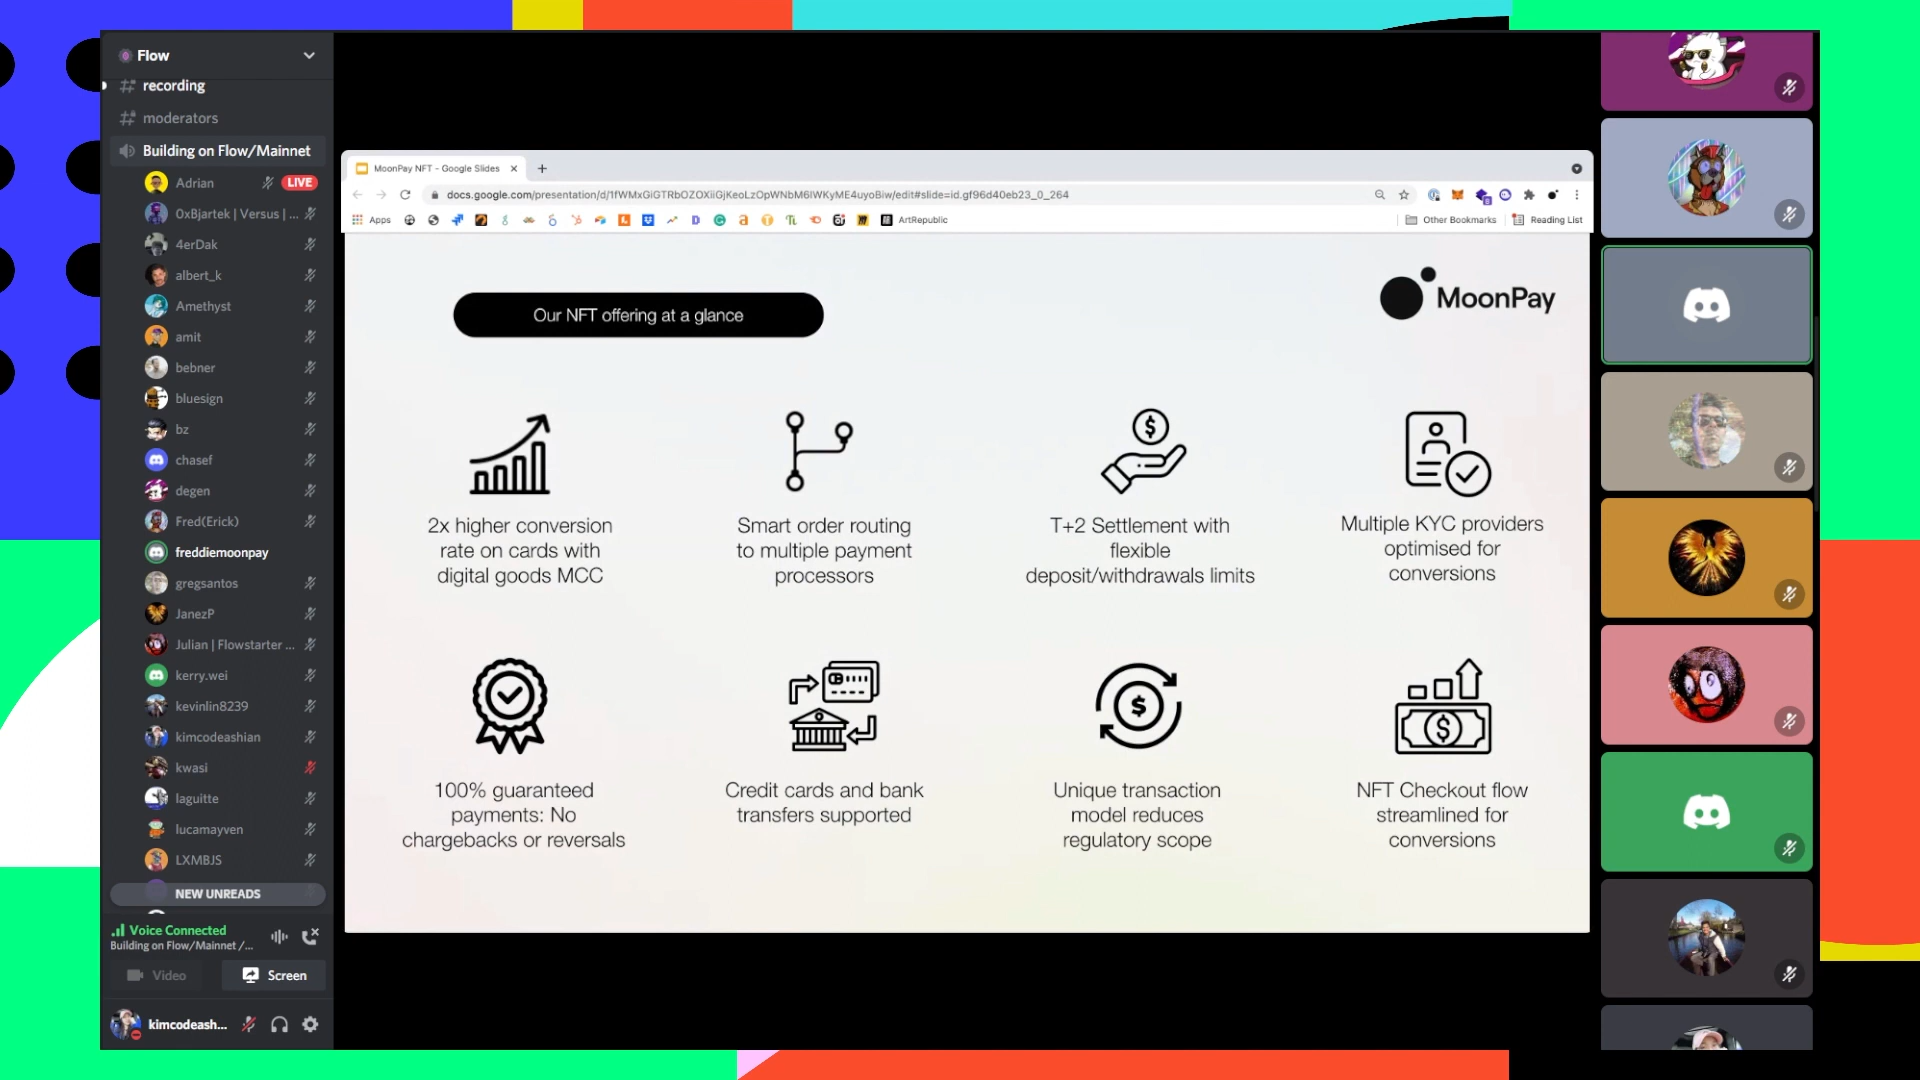 Flow
recording
moderators
Building on Flow/Mainnet
Adrian
LIVE
0xBjartek | Versus | ...
4erDak
albert_k
Amethyst
amit
bebner
bluesign
bz
chasef
degen
Fred(Erick)
freddiemoonpay
gregsantos
JanezP
Julian | Flowstarter ...
kerry.wei
kevinlin8239
kimcodeashian
kwasi
laguitte
lucamayven
LXMBJS
NEW UNREADS
Voice Connected
Building on Flow/Mainnet /...
Video
Screen
kimcodeash...
MoonPay NFT - Google Slides
docs.google.com/presentation/d/1fWMxGiGTRbOZOXiiGjKeoLzOpWNbM6IWKyME4uyoBiw/edit#slide=id.gf96d40eb23_0_264
Apps
ArtRepublic
Other Bookmarks
Reading List
Our NFT offering at a glance
MoonPay
2x higher conversion
rate on cards with
digital goods MCC
Smart order routing
to multiple payment
processors
T+2 Settlement with
flexible
deposit/withdrawals limits
Multiple KYC providers
optimised for
conversions
100% guaranteed
payments: No
chargebacks or reversals
Credit cards and bank
transfers supported
Unique transaction
model reduces
regulatory scope
NFT Checkout flow
streamlined for
conversions